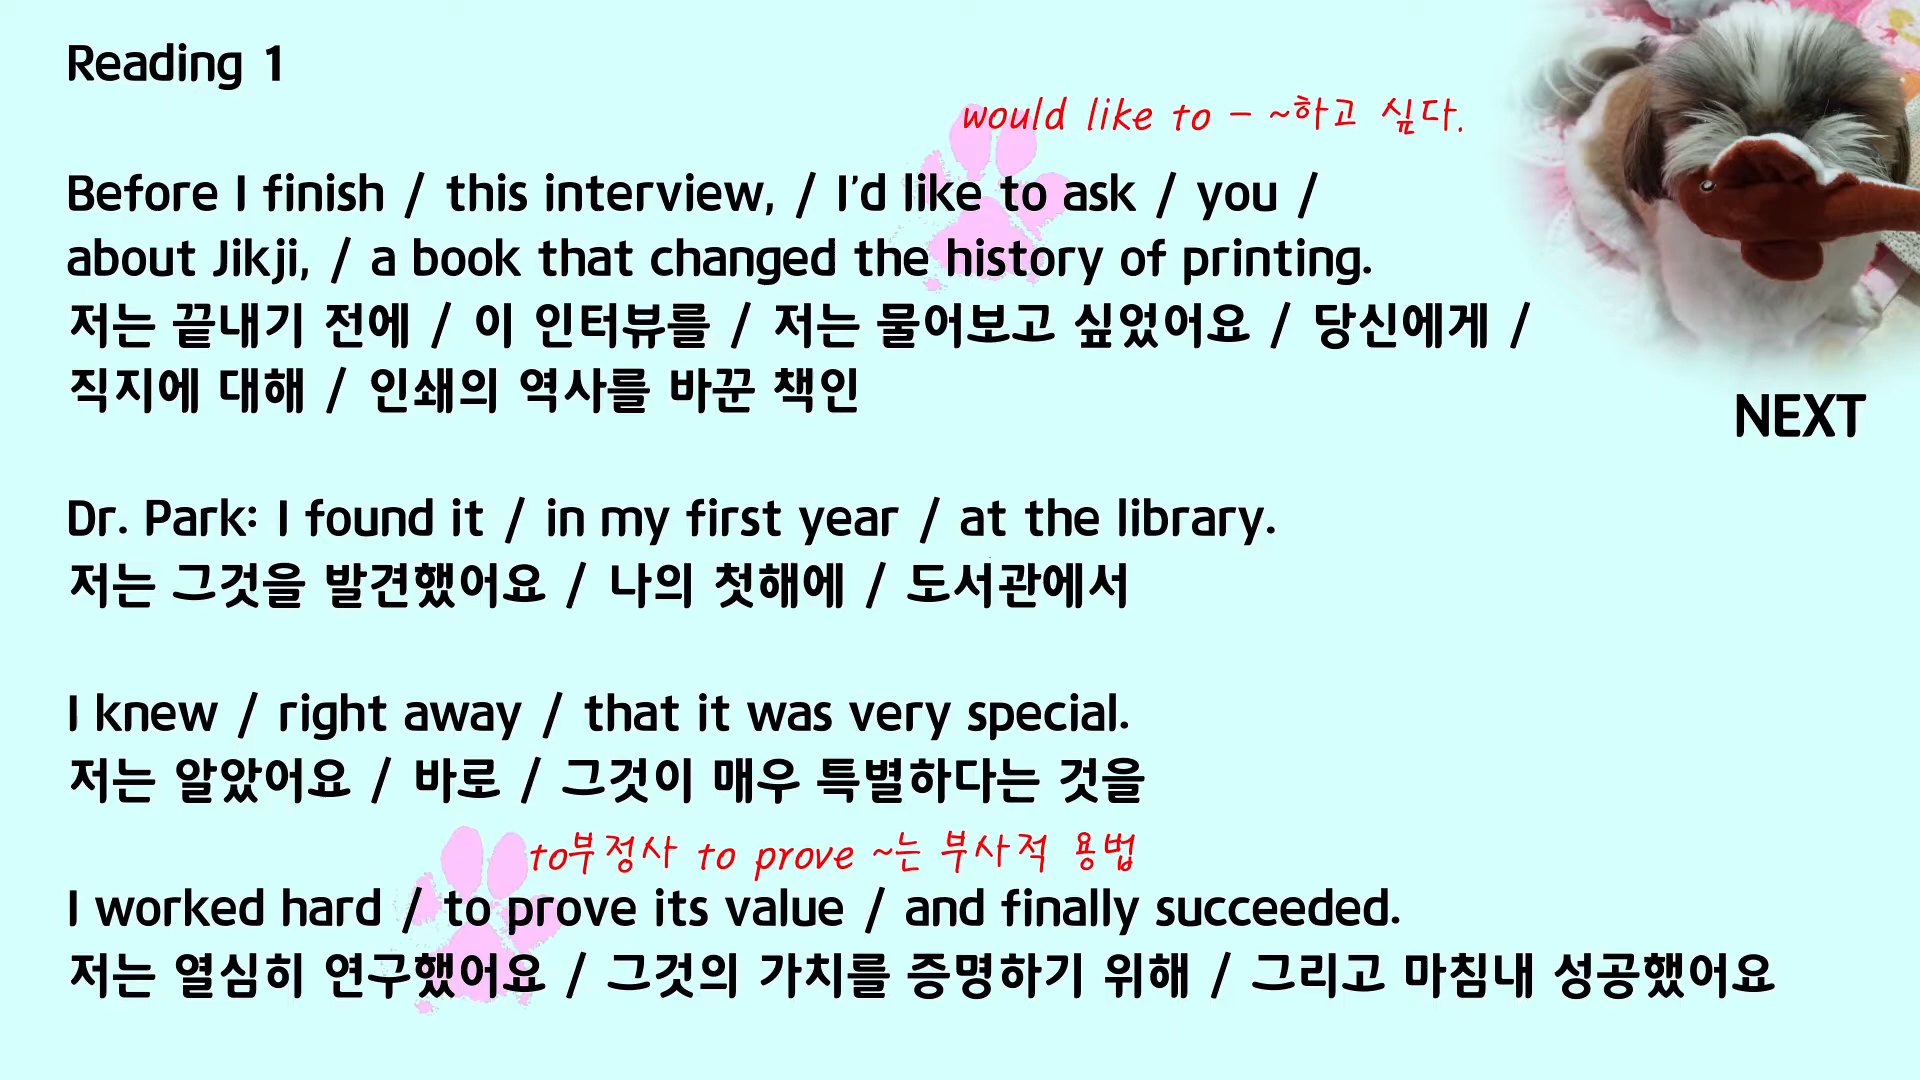 Reading 1
would like to – ~하고 싶다.
Before I finish / this interview, / I'd like to ask / you /
about Jikji, / a book that changed the history of printing.
저는 끝내기 전에 / 이 인터뷰를 / 저는 물어보고 싶었어요 / 당신에게 /
직지에 대해 / 인쇄의 역사를 바꾼 책인
NEXT
Dr. Park: I found it / in my first year / at the library.
저는 그것을 발견했어요 / 나의 첫해에 / 도서관에서
I knew / right away / that it was very special.
저는 알았어요 / 바로 / 그것이 매우 특별하다는 것을
to부정사 to prove ~는 부사적 용법
I worked hard / to prove its value / and finally succeeded.
저는 열심히 연구했어요 / 그것의 가치를 증명하기 위해 / 그리고 마침내 성공했어요